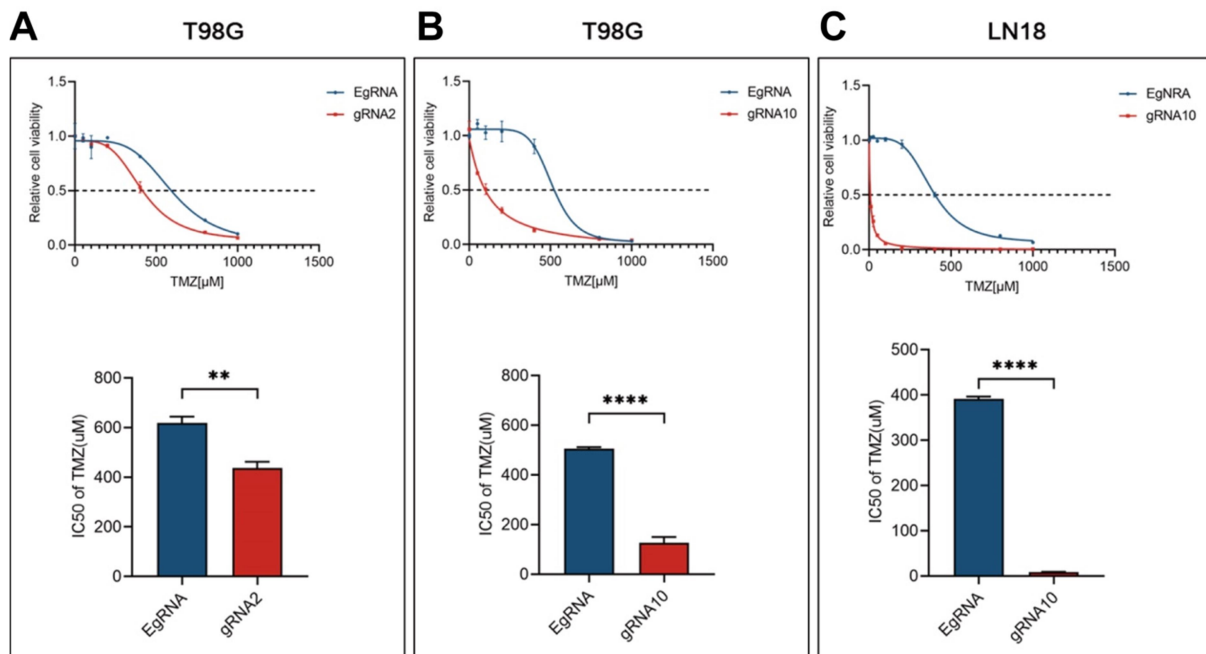 A
T98G
1.5
1.0
0.5
0.0
Relative cell viability
EgRNA
gRNA2
0
500
1000
1500
TMZ[µM]
800
600
400
200
0
IC50 of TMZ(uM)
**
EgRNA
gRNA2
B
T98G
1.5
1.0
0.5
0.0
Relative cell viability
EgRNA
gRNA10
0
500
1000
1500
TMZ[µM]
800
600
400
200
0
IC50 of TMZ(uM)
****
EgRNA
gRNA10
C
LN18
1.5
1.0
0.5
0.0
Relative cell viability
EgNRA
gRNA10
0
500
1000
1500
TMZ[µM]
500
400
300
200
100
0
IC50 of TMZ(uM)
****
EgRNA
gRNA10